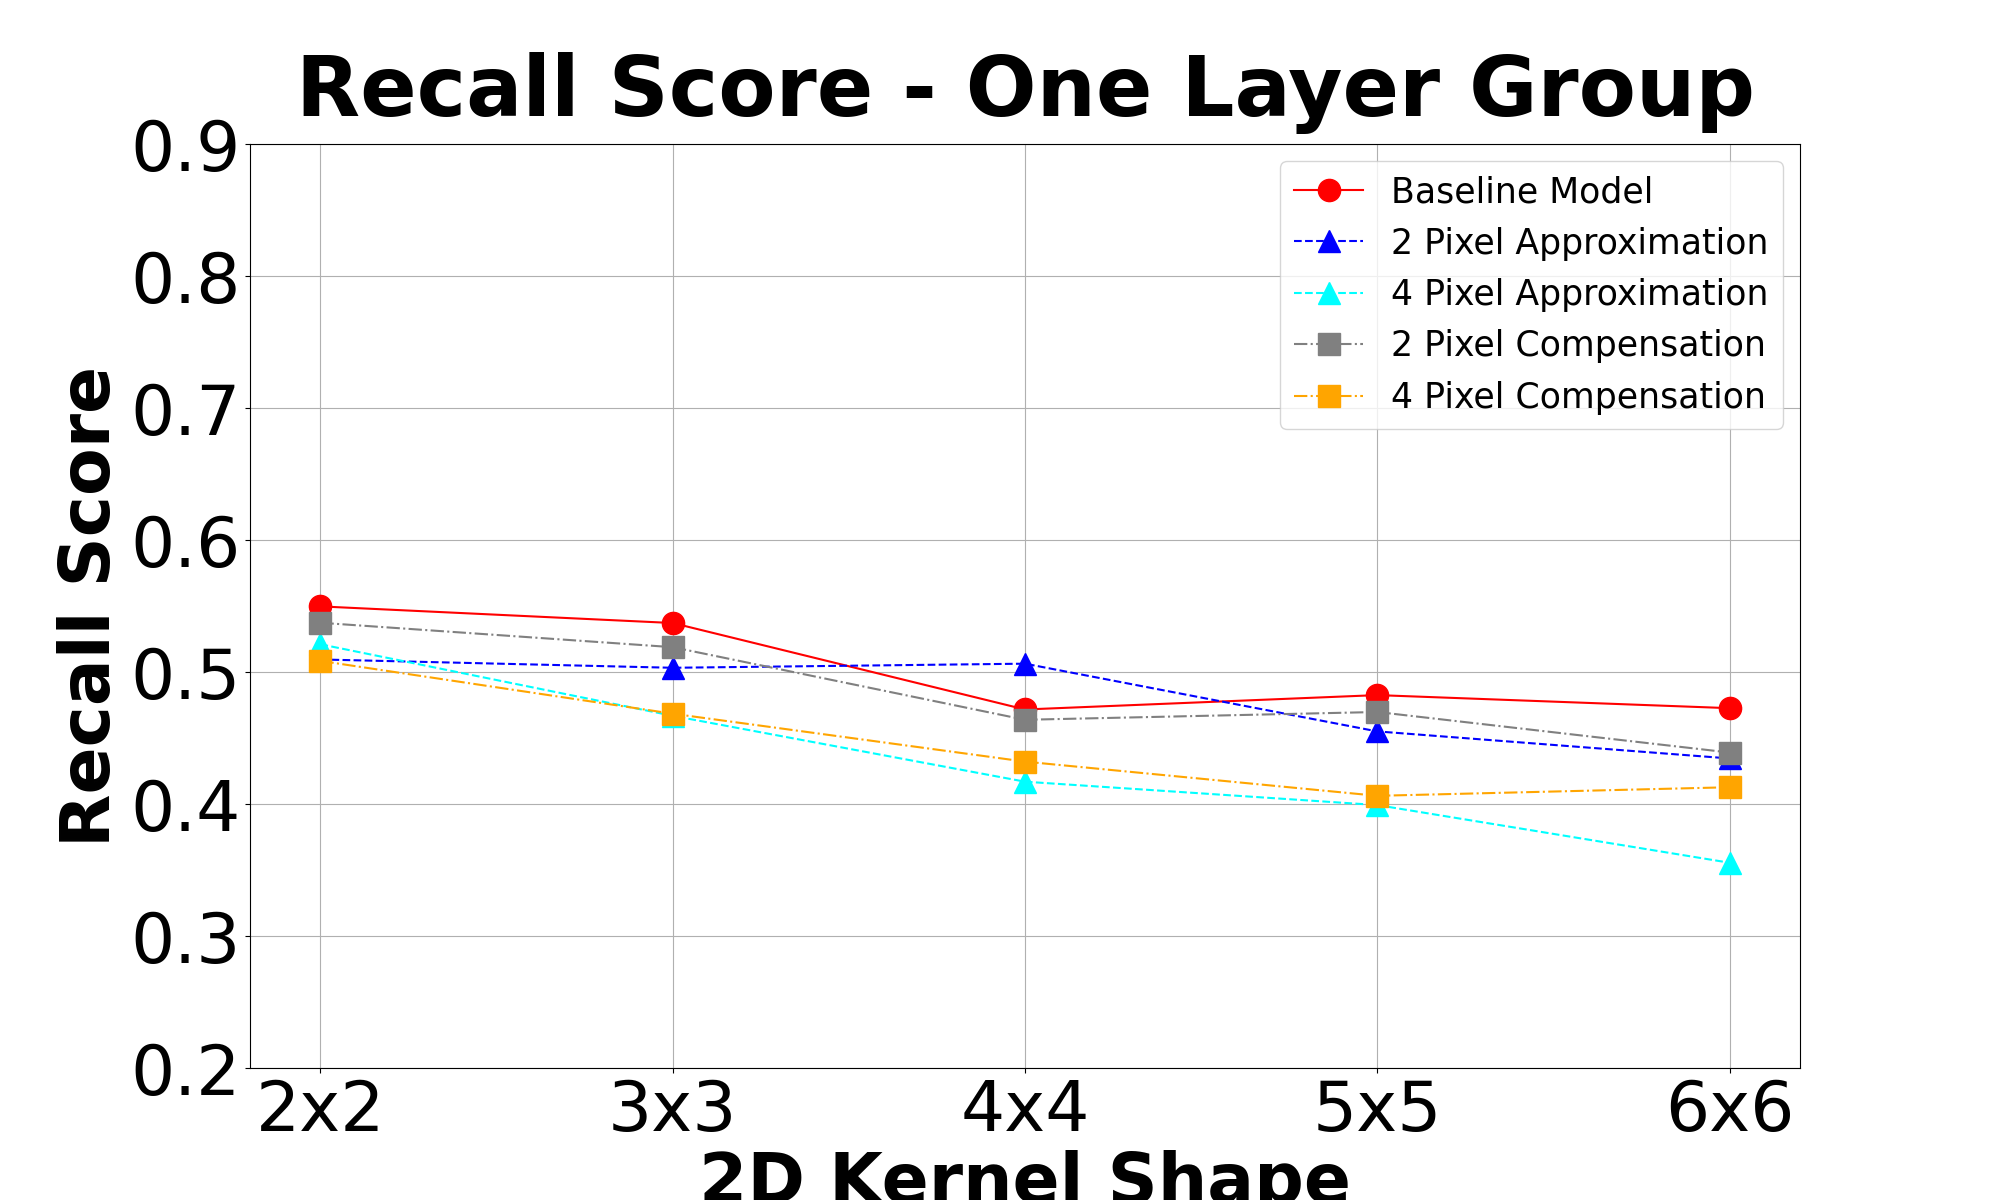 Recall Score - One Layer Group
Recall Score
0.9
0.8
0.7
0.6
0.5
0.4
0.3
0.2
Baseline Model
2 Pixel Approximation
4 Pixel Approximation
2 Pixel Compensation
4 Pixel Compensation
2x2 3x3 4x4 5x5 6x6
2D Kernel Shape